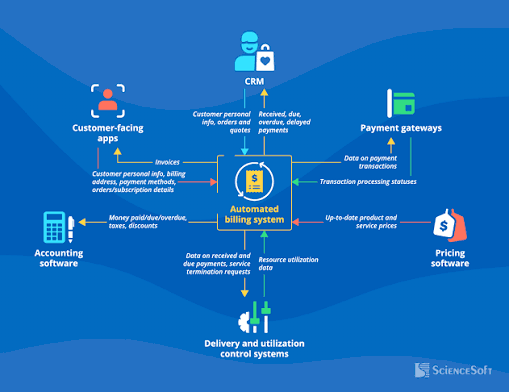 CRM
Customer personal
info, orders and
quotes
Received, due,
overdue, delayed
payments
Customer-facing
apps
Payment gateways
Invoices
Data on payment
transactions
Customer personal info, billing
address, payment methods,
orders/subscription details
Transaction processing statuses
$
Automated
billing system
Money paid/due/overdue,
taxes, discounts
Up-to-date product and
service prices
$
Accounting
software
Pricing
software
Data on received and
due payments, service
termination requests
Resource utilization
data
Delivery and utilization
control systems
ScienceSoft